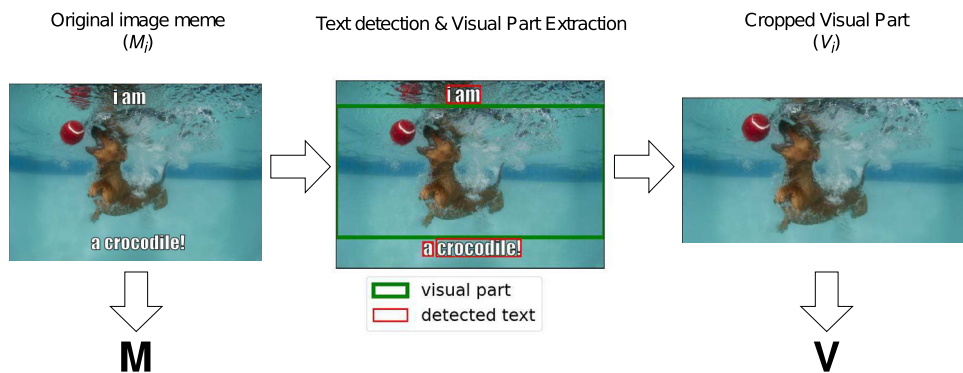 Original image meme
(Mi)
Text detection & Visual Part Extraction
Cropped Visual Part
(Vi)
i am
a crocodile!
i am
a crocodile!
visual part
detected text
M
V